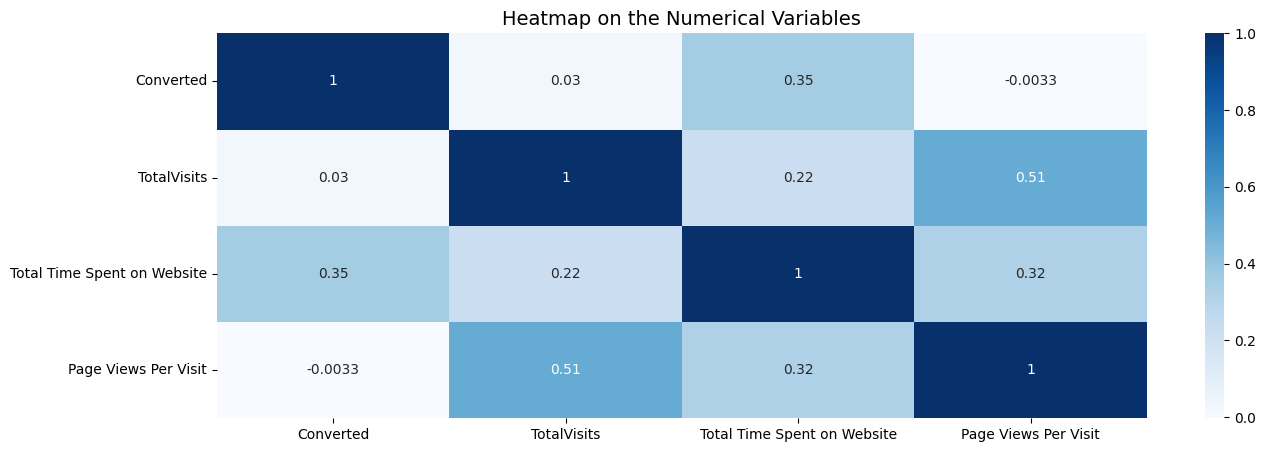 Heatmap on the Numerical Variables
Converted
1
0.03
0.35
-0.0033
TotalVisits
0.03
1
0.22
0.51
Total Time Spent on Website
0.35
0.22
1
0.32
Page Views Per Visit
-0.0033
0.51
0.32
1
Converted
TotalVisits
Total Time Spent on Website
Page Views Per Visit
1.0
0.8
0.6
0.4
0.2
0.0